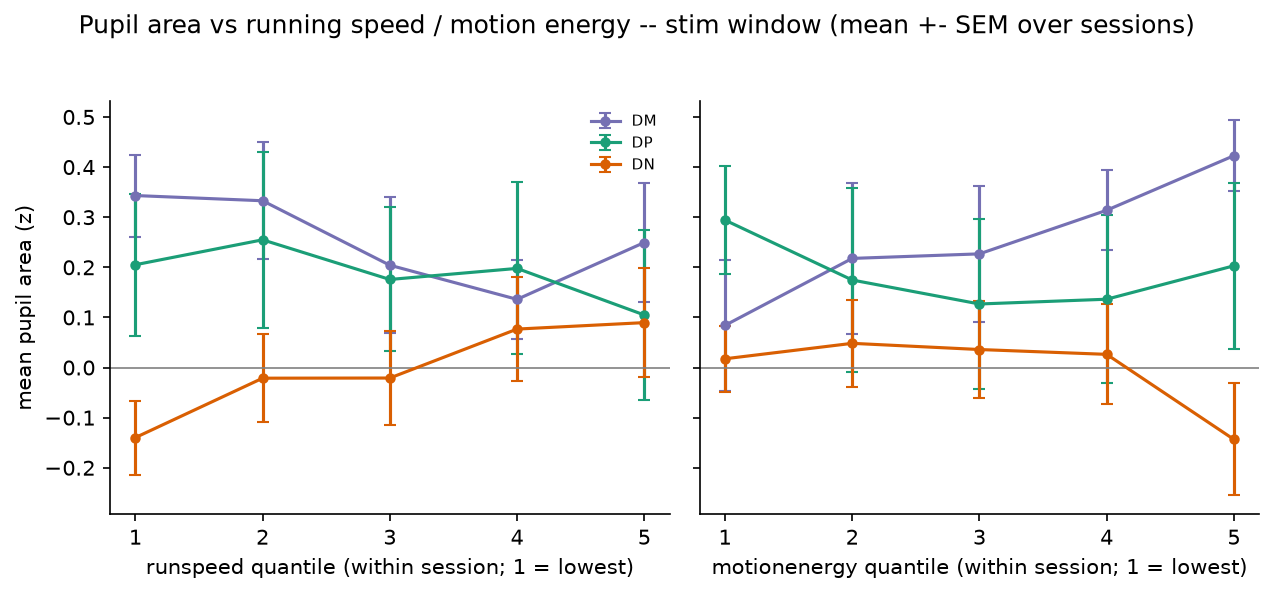 Pupil area vs running speed / motion energy -- stim window (mean +- SEM over sessions)
mean pupil area (z)
0.5
0.4
0.3
0.2
0.1
0.0
−0.1
−0.2
DM
DP
DN
1 2 3 4 5
runspeed quantile (within session; 1 = lowest)
1 2 3 4 5
motionenergy quantile (within session; 1 = lowest)